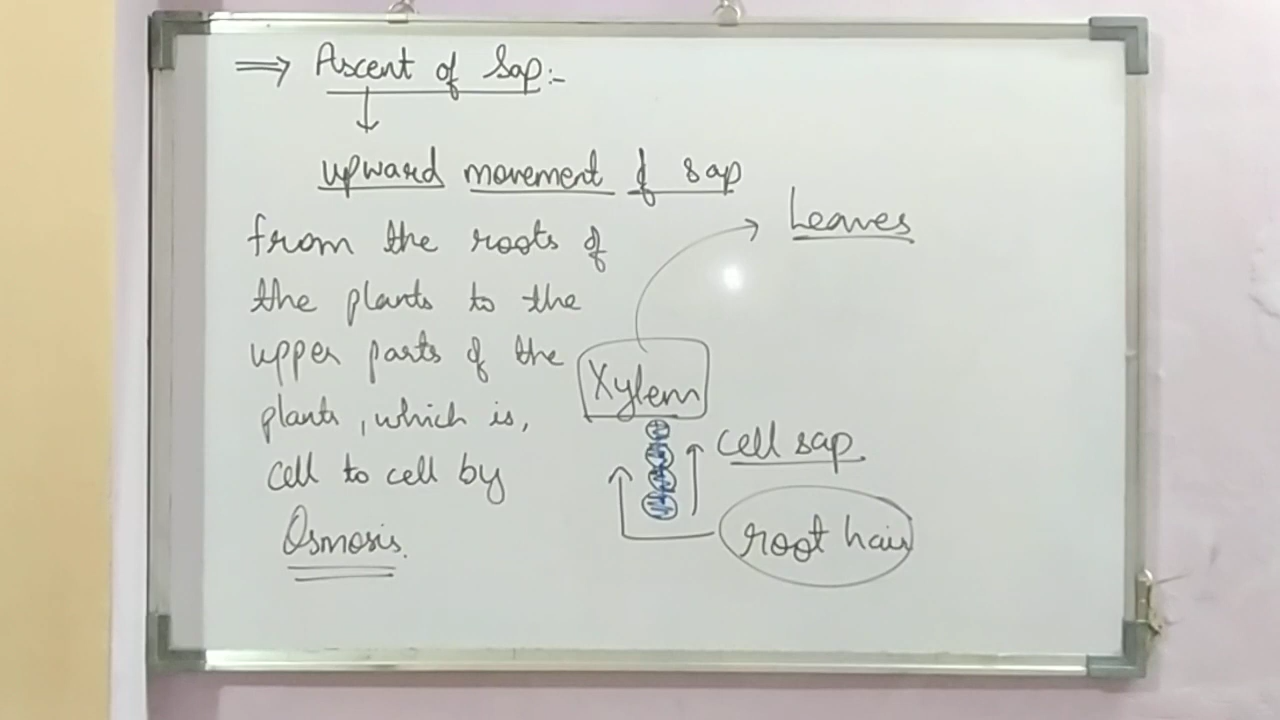 ⇒ Ascent of Sap:-
↓
upward movement of sap
from the roots of
the plants to the
upper parts of the
plants, which is,
cell to cell by
Osmosis.
Leaves
Xylem
cell sap
root hair